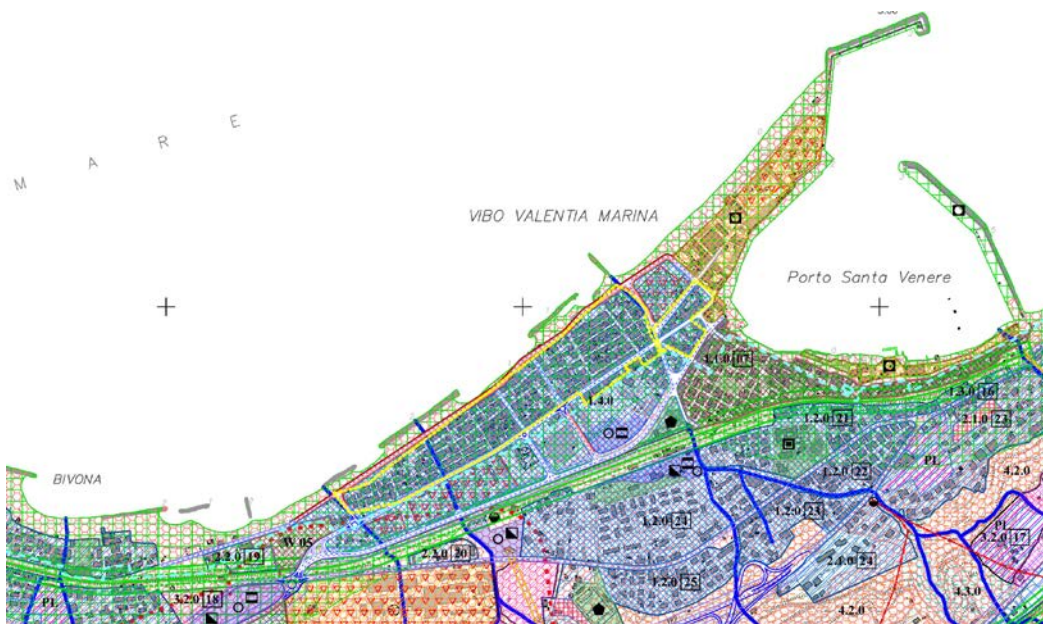 M A R E
VIBO VALENTIA MARINA
Porto Santa Venere
BIVONA
1.1.0 07
1.4.0
1.3.0 16
2.1.0 23
1.2.0 21
PL
1.2.0 22
4.2.0
1.2.0 24
1.2.0 23
PL
3.2.0 17
W 05
2.2.0 19
2.2.0 20
2.1.0 24
1.2.0 25
3.2.0 18
PL
4.3.0
4.2.0